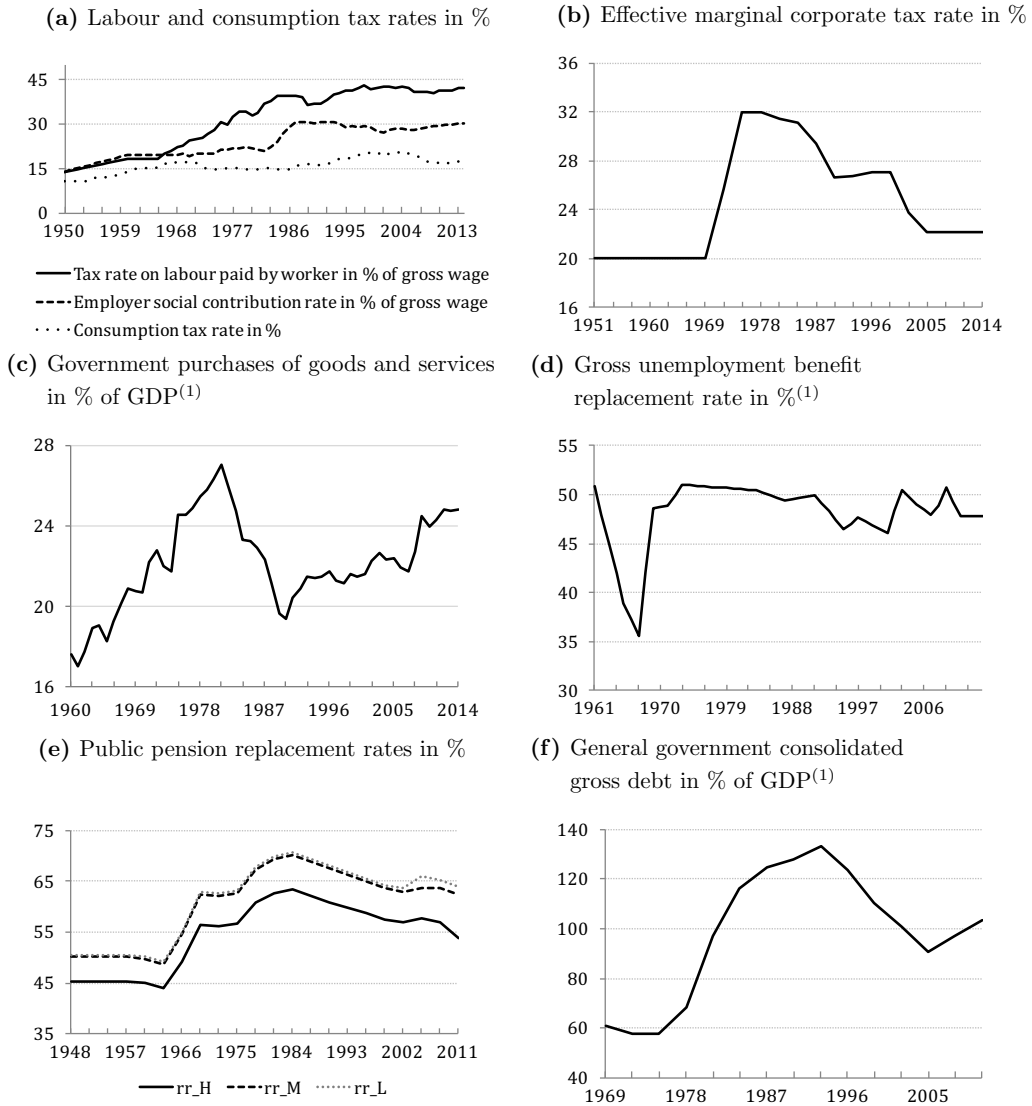 (a) Labour and consumption tax rates in %
45
30
15
0
1950 1959 1968 1977 1986 1995 2004 2013
Tax rate on labour paid by worker in % of gross wage
Employer social contribution rate in % of gross wage
Consumption tax rate in %
(b) Effective marginal corporate tax rate in %
36
32
28
24
20
16
1951 1960 1969 1978 1987 1996 2005 2014
(c) Government purchases of goods and services
in % of GDP(1)
28
24
20
16
1960 1969 1978 1987 1996 2005 2014
(d) Gross unemployment benefit
replacement rate in %(1)
55
50
45
40
35
30
1961 1970 1979 1988 1997 2006
(e) Public pension replacement rates in %
75
65
55
45
35
1948 1957 1966 1975 1984 1993 2002 2011
rr_H rr_M rr_L
(f) General government consolidated
gross debt in % of GDP(1)
140
120
100
80
60
40
1969 1978 1987 1996 2005